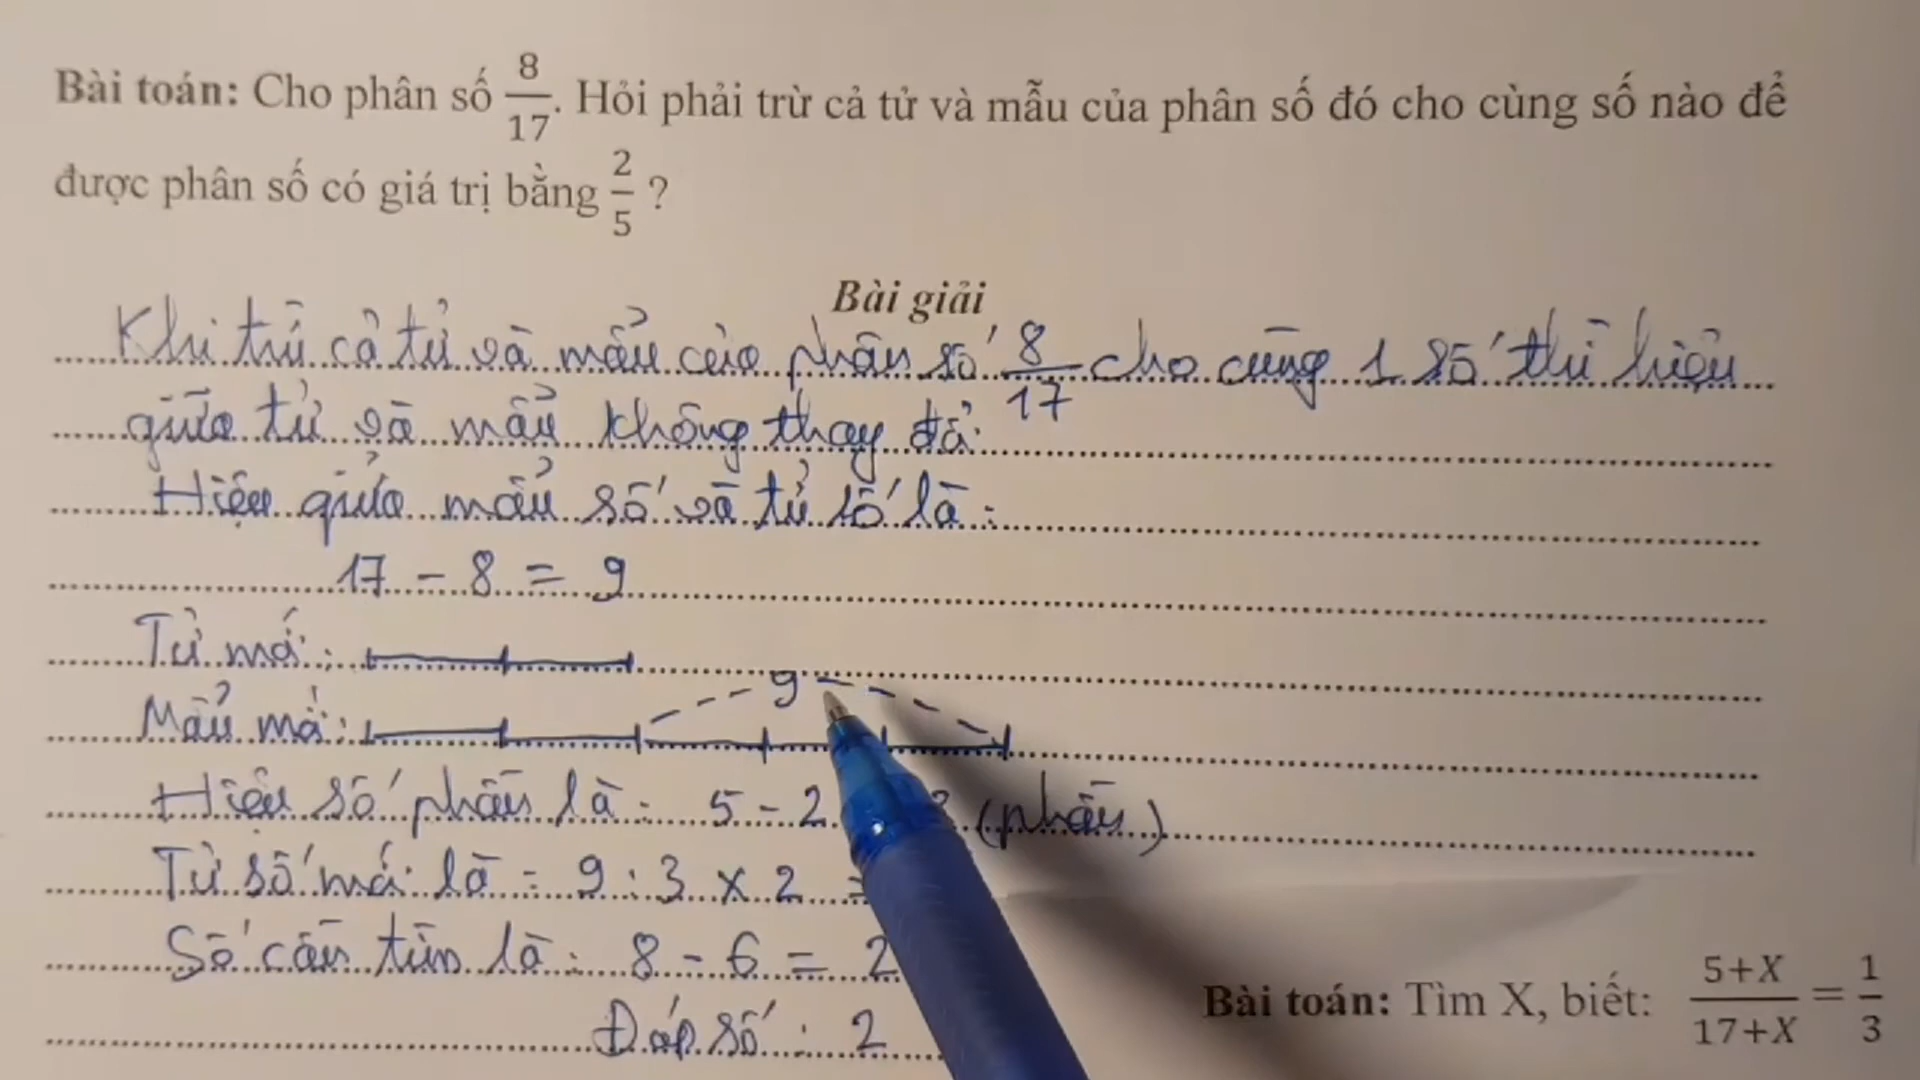 Bài toán: Cho phân số 8/17. Hỏi phải trừ cả tử và mẫu của phân số đó cho cùng số nào để
được phân số có giá trị bằng 2/5 ?
Bài giải
Khi trừ cả tử và mẫu của phân số 8/17 cho cùng 1 số thì hiệu
giữa tử và mẫu không thay đổi
Hiệu giữa mẫu số và tử số là:
17 - 8 = 9
Tử mới:
9
Mẫu mới:
Hiệu số phần là: 5 - 2 (phần)
Tử số mới là: 9 : 3 x 2 =
Số cần tìm là: 8 - 6 = 2
Đáp số: 2
Bài toán: Tìm X, biết: 5+X/17+X = 1/3